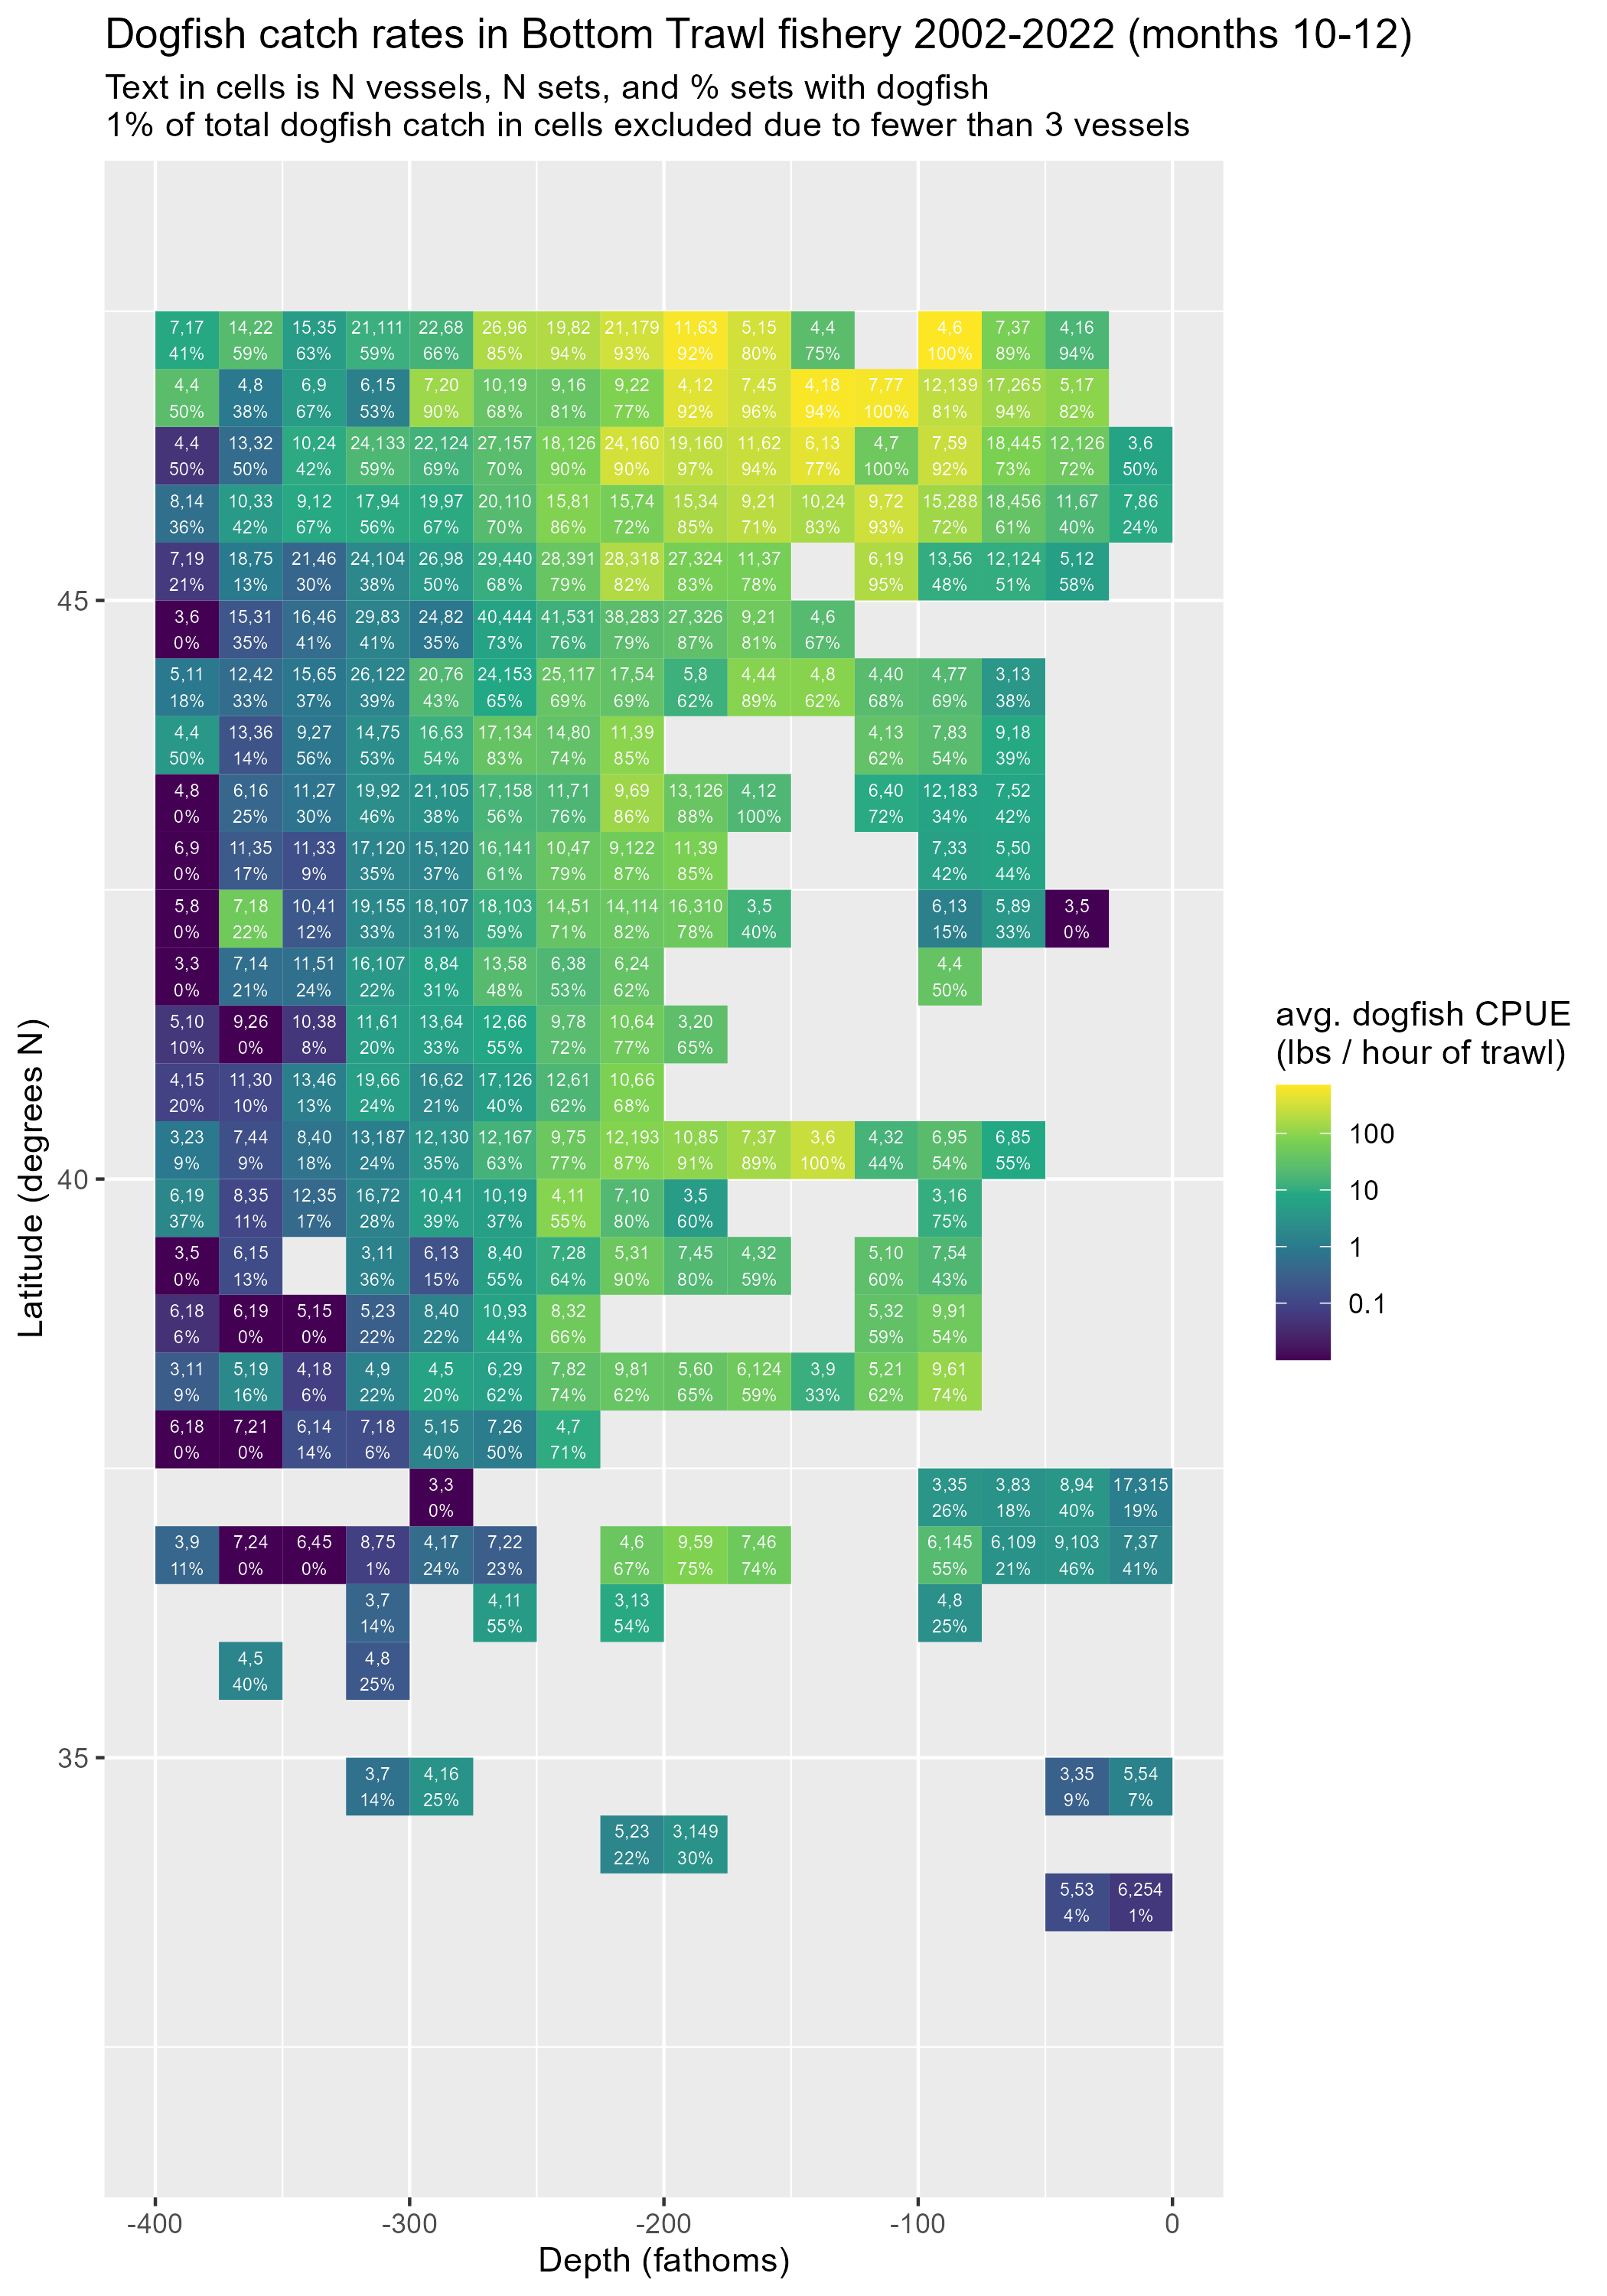 Dogfish catch rates in Bottom Trawl fishery 2002-2022 (months 10-12)
Text in cells is N vessels, N sets, and % sets with dogfish
1% of total dogfish catch in cells excluded due to fewer than 3 vessels
7,17 14,22 15,35 21,111 22,68 26,96 19,82 21,179 11,63 5,15 4,4 4,6 7,37 4,16
41% 59% 63% 59% 66% 85% 94% 93% 92% 80% 75% 100% 89% 94%
4,4 4,8 6,9 6,15 7,20 10,19 9,16 9,22 4,12 7,45 4,18 7,77 12,139 17,265 5,17
50% 38% 67% 53% 90% 68% 81% 77% 92% 96% 94% 100% 81% 94% 82%
4,4 13,32 10,24 24,133 22,124 27,157 18,126 24,160 19,160 11,62 6,13 4,7 7,59 18,445 12,126 3,6
50% 50% 42% 59% 69% 70% 90% 90% 97% 94% 77% 100% 92% 73% 72% 50%
8,14 10,33 9,12 17,94 19,97 20,110 15,81 15,74 15,34 9,21 10,24 9,72 15,288 18,456 11,67 7,86
36% 42% 67% 56% 67% 70% 86% 72% 85% 71% 83% 93% 72% 61% 40% 24%
7,19 18,75 21,46 24,104 26,98 29,440 28,391 28,318 27,324 11,37 6,19 13,56 12,124 5,12
21% 13% 30% 38% 50% 68% 79% 82% 83% 78% 95% 48% 51% 58%
45
3,6 15,31 16,46 29,83 24,82 40,444 41,531 38,283 27,326 9,21 4,6
0% 35% 41% 41% 35% 73% 76% 79% 87% 81% 67%
5,11 12,42 15,65 26,122 20,76 24,153 25,117 17,54 5,8 4,44 4,8 4,40 4,77 3,13
18% 33% 37% 39% 43% 65% 69% 69% 62% 89% 62% 68% 69% 38%
4,4 13,36 9,27 14,75 16,63 17,134 14,80 11,39 4,13 7,83 9,18
50% 14% 56% 53% 54% 83% 74% 85% 62% 54% 39%
4,8 6,16 11,27 19,92 21,105 17,158 11,71 9,69 13,126 4,12 6,40 12,183 7,52
0% 25% 30% 46% 38% 56% 76% 86% 88% 100% 72% 34% 42%
6,9 11,35 11,33 17,120 15,120 16,141 10,47 9,122 11,39 7,33 5,50
0% 17% 9% 35% 37% 61% 79% 87% 85% 42% 44%
5,8 7,18 10,41 19,155 18,107 18,103 14,51 14,114 16,310 3,5 6,13 5,89 3,5
0% 22% 12% 33% 31% 59% 71% 82% 78% 40% 15% 33% 0%
3,3 7,14 11,51 16,107 8,84 13,58 6,38 6,24 4,4
0% 21% 24% 22% 31% 48% 53% 62% 50%
5,10 9,26 10,38 11,61 13,64 12,66 9,78 10,64 3,20
10% 0% 8% 20% 33% 55% 72% 77% 65%
4,15 11,30 13,46 19,66 16,62 17,126 12,61 10,66
20% 10% 13% 24% 21% 40% 62% 68%
3,23 7,44 8,40 13,187 12,130 12,167 9,75 12,193 10,85 7,37 3,6 4,32 6,95 6,85
9% 9% 18% 24% 35% 63% 77% 87% 91% 89% 100% 44% 54% 55%
40
6,19 8,35 12,35 16,72 10,41 10,19 4,11 7,10 3,5 3,16
37% 11% 17% 28% 39% 37% 55% 80% 60% 75%
3,5 6,15 3,11 6,13 8,40 7,28 5,31 7,45 4,32 5,10 7,54
0% 13% 36% 15% 55% 64% 90% 80% 59% 60% 43%
6,18 6,19 5,15 5,23 8,40 10,93 8,32 5,32 9,91
6% 0% 0% 22% 22% 44% 66% 59% 54%
3,11 5,19 4,18 4,9 4,5 6,29 7,82 9,81 5,60 6,124 3,9 5,21 9,61
9% 16% 6% 22% 20% 62% 74% 62% 65% 59% 33% 62% 74%
6,18 7,21 6,14 7,18 5,15 7,26 4,7
0% 0% 14% 6% 40% 50% 71%
3,3 3,35 3,83 8,94 17,315
0% 26% 18% 40% 19%
3,9 7,24 6,45 8,75 4,17 7,22 4,6 9,59 7,46 6,145 6,109 9,103 7,37
11% 0% 0% 1% 24% 23% 67% 75% 74% 55% 21% 46% 41%
3,7 4,11 3,13 4,8
14% 55% 54% 25%
4,5 4,8
40% 25%
35
3,7 4,16 3,35 5,54
14% 25% 9% 7%
5,23 3,149
22% 30%
5,53 6,254
4% 1%
-400 -300 -200 -100 0
Depth (fathoms)
Latitude (degrees N)
avg. dogfish CPUE
(lbs / hour of trawl)
100
10
1
0.1